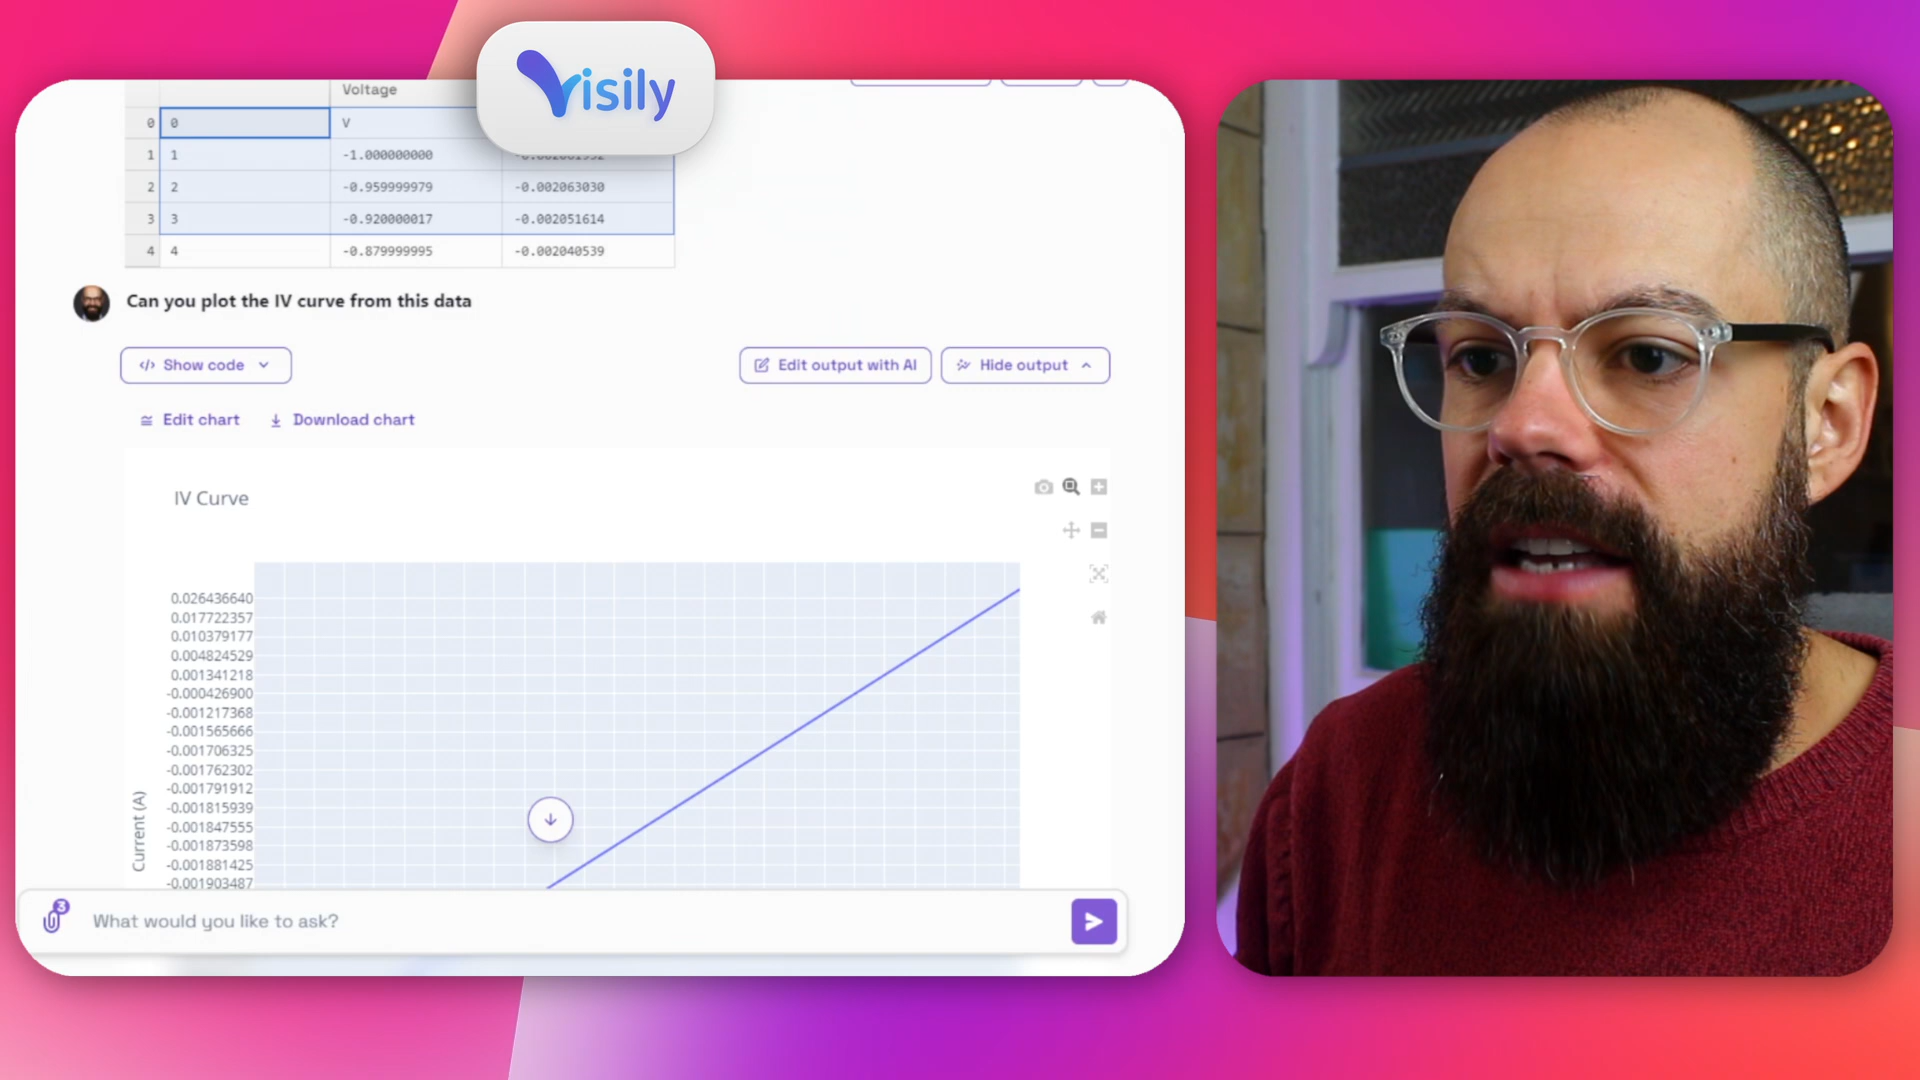 Visily
Voltage
0 0 V
1 1 -1.000000000
2 2 -0.959999979 -0.002063030
3 3 -0.920000017 -0.002051614
4 4 -0.879999995 -0.002040539
Can you plot the IV curve from this data
</> Show code
Edit output with AI
Hide output
Edit chart
Download chart
IV Curve
0.026436640
0.017722357
0.010379177
0.004824529
0.001341218
-0.000426900
-0.001217368
-0.001565666
-0.001706325
-0.001762302
-0.001791912
-0.001815939
-0.001847555
-0.001873598
-0.001881425
-0.001903487
Current (A)
3
What would you like to ask?